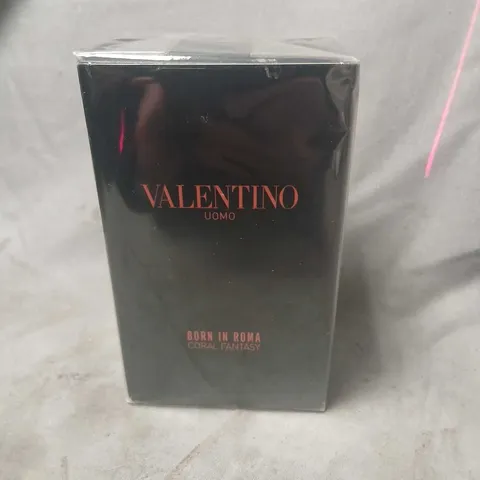 VALENTINO
UOMO
BORN IN ROMA
CORAL FANTASY